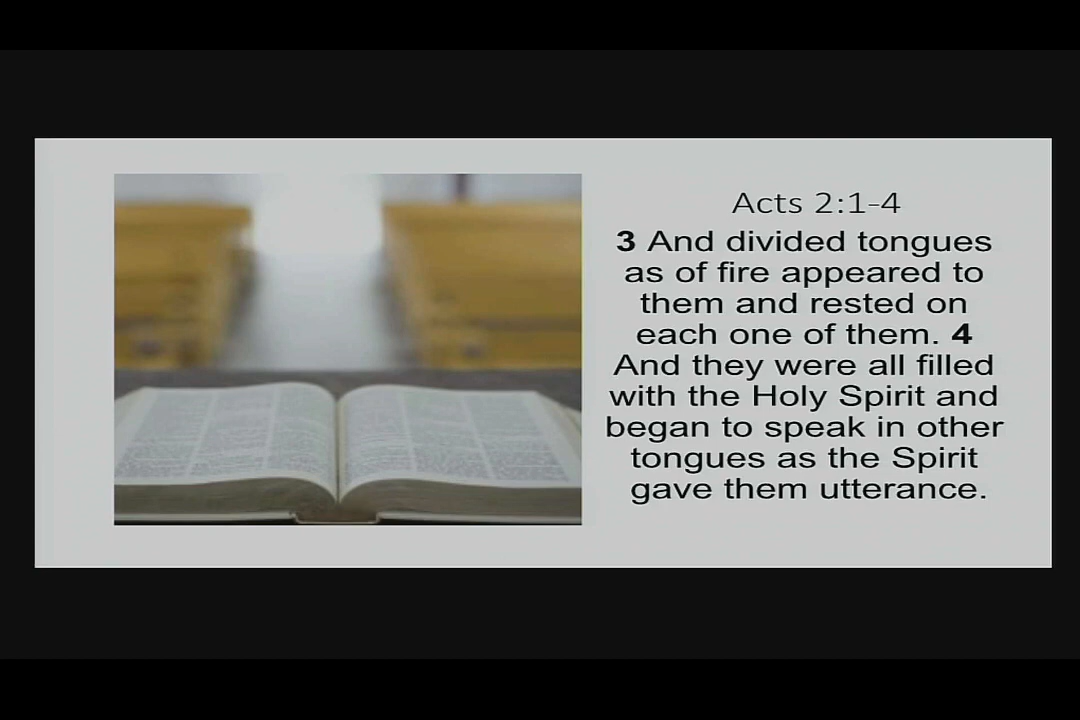 Acts 2:1-4
3 And divided tongues
as of fire appeared to
them and rested on
each one of them. 4
And they were all filled
with the Holy Spirit and
began to speak in other
tongues as the Spirit
gave them utterance.